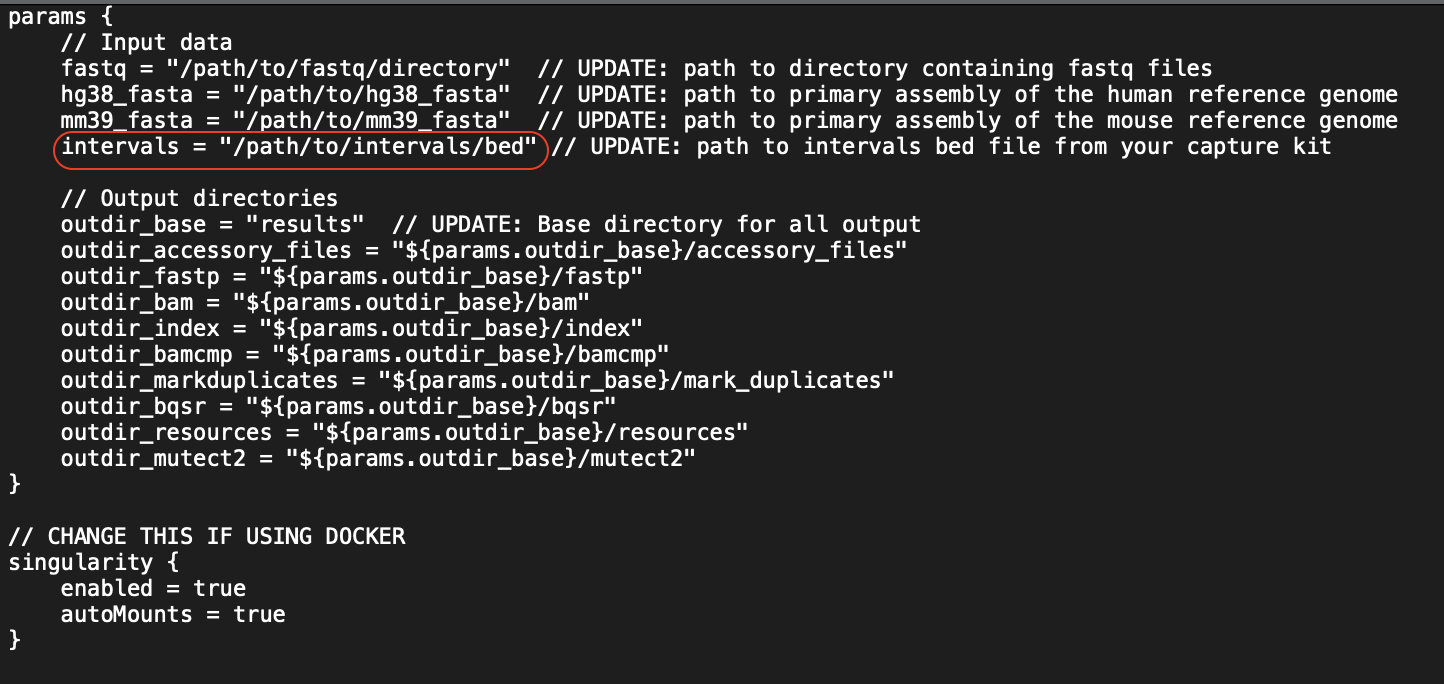 params {
    // Input data
    fastq = "/path/to/fastq/directory"  // UPDATE: path to directory containing fastq files
    hg38_fasta = "/path/to/hg38_fasta"  // UPDATE: path to primary assembly of the human reference genome
    mm39_fasta = "/path/to/mm39_fasta"  // UPDATE: path to primary assembly of the mouse reference genome
    intervals = "/path/to/intervals/bed" // UPDATE: path to intervals bed file from your capture kit

    // Output directories
    outdir_base = "results"  // UPDATE: Base directory for all output
    outdir_accessory_files = "${params.outdir_base}/accessory_files"
    outdir_fastp = "${params.outdir_base}/fastp"
    outdir_bam = "${params.outdir_base}/bam"
    outdir_index = "${params.outdir_base}/index"
    outdir_bamcmp = "${params.outdir_base}/bamcmp"
    outdir_markduplicates = "${params.outdir_base}/mark_duplicates"
    outdir_bqsr = "${params.outdir_base}/bqsr"
    outdir_resources = "${params.outdir_base}/resources"
    outdir_mutect2 = "${params.outdir_base}/mutect2"
}

// CHANGE THIS IF USING DOCKER
singularity {
    enabled = true
    autoMounts = true
}